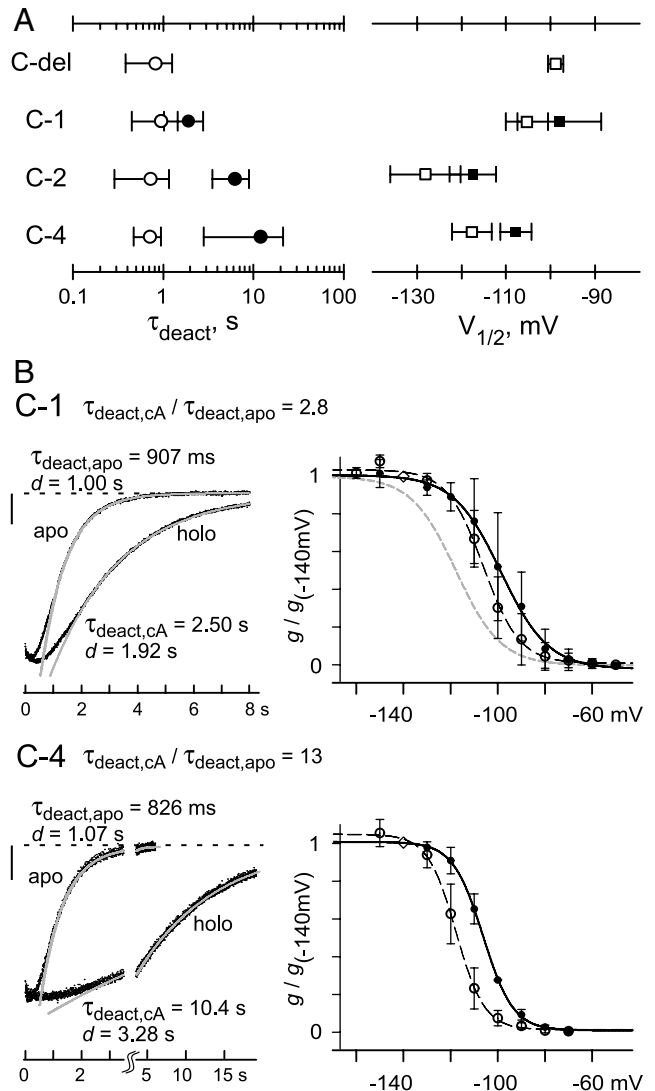 A
C-del
C-1
C-2
C-4
0.1 1 10 100
τdeact, s
-130 -110 -90
V1/2, mV
B
C-1 τdeact,cA / τdeact,apo = 2.8
τdeact,apo = 907 ms
d = 1.00 s
apo
holo
τdeact,cA = 2.50 s
d = 1.92 s
0 2 4 6 8 s
g / g(-140mV)
1
0
-140 -100 -60 mV
C-4 τdeact,cA / τdeact,apo = 13
τdeact,apo = 826 ms
d = 1.07 s
apo
holo
τdeact,cA = 10.4 s
d = 3.28 s
0 1 2 3 5 10 15 s
g / g(-140mV)
1
0
-140 -100 -60 mV